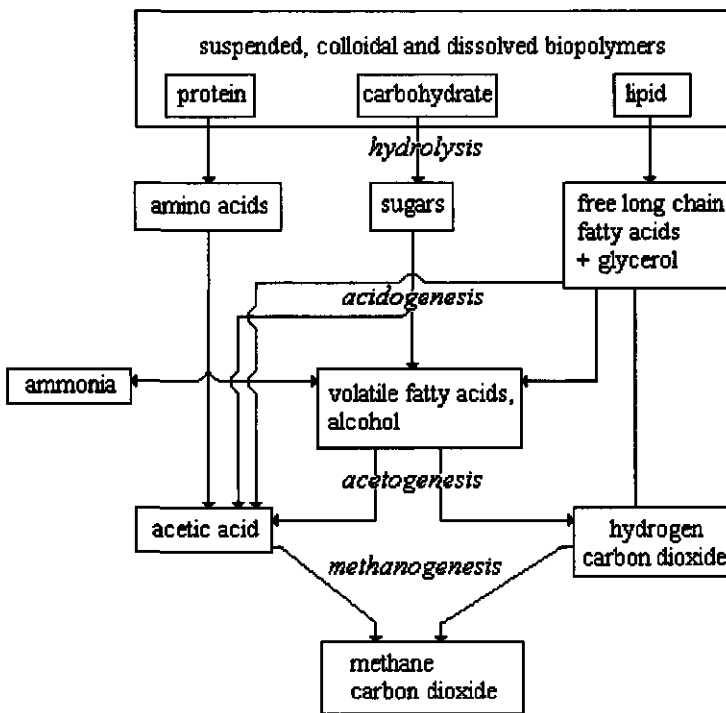 suspended, colloidal and dissolved biopolymers
protein
carbohydrate
lipid
hydrolysis
amino acids
sugars
free long chain
fatty acids
+ glycerol
acidogenesis
ammonia
volatile fatty acids,
alcohol
acetogenesis
acetic acid
hydrogen
carbon dioxide
methanogenesis
methane
carbon dioxide